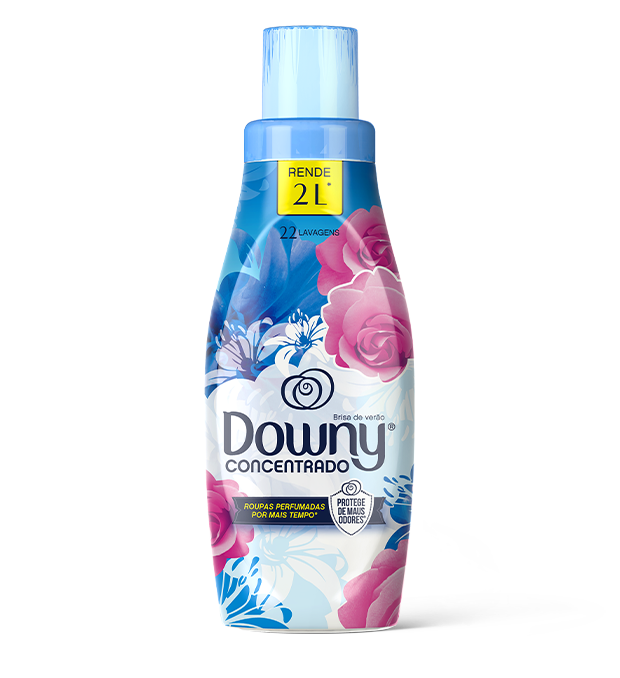 RENDE
2L*
22 LAVAGENS
Brisa de verão
Downy®
CONCENTRADO
ROUPAS PERFUMADAS
POR MAIS TEMPO*
PROTEGE
DE MAUS
ODORES*